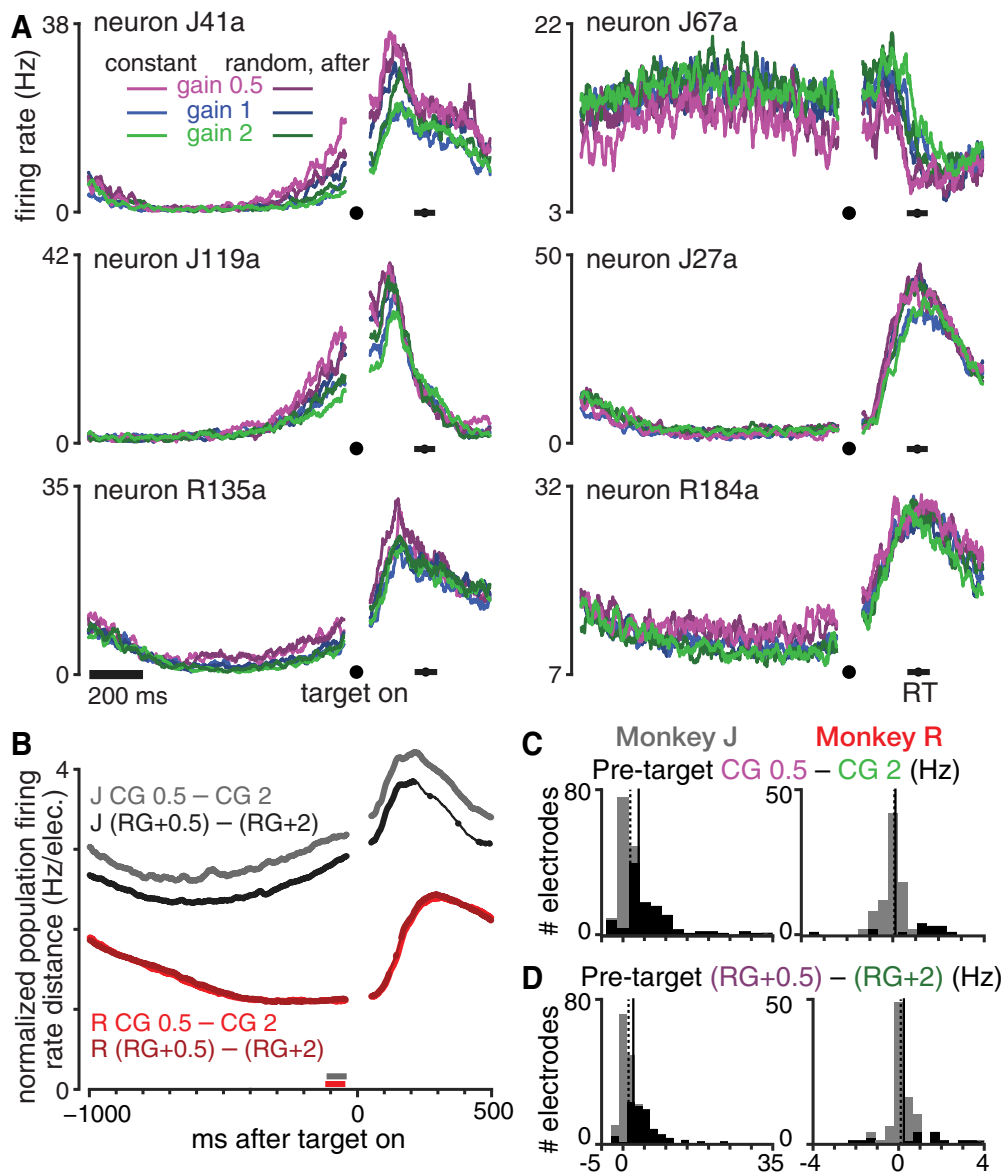 A
neuron J41a
38
firing rate (Hz)
0
constant random, after
gain 0.5
gain 1
gain 2
neuron J67a
22
3
neuron J119a
42
0
neuron J27a
50
0
neuron R135a
35
0
200 ms
target on
neuron R184a
32
7
RT
B
normalized population firing
rate distance (Hz/elec.)
4
0
J CG 0.5 – CG 2
J (RG+0.5) – (RG+2)
R CG 0.5 – CG 2
R (RG+0.5) – (RG+2)
−1000 0 500
ms after target on
C
Monkey J Monkey R
Pre-target CG 0.5 – CG 2 (Hz)
# electrodes
80
0
50
0
D
Pre-target (RG+0.5) – (RG+2) (Hz)
# electrodes
80
0
50
0
-5 0 35
-4 0 4